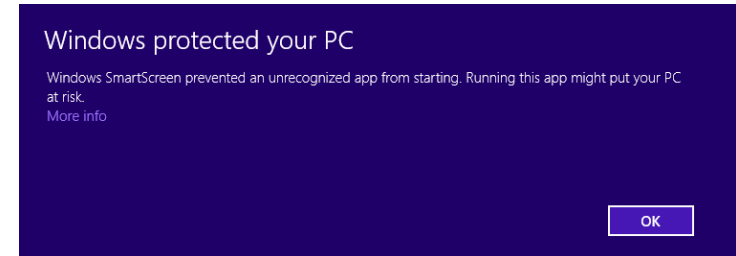 Windows protected your PC
Windows SmartScreen prevented an unrecognized app from starting. Running this app might put your PC
at risk.
More info
OK